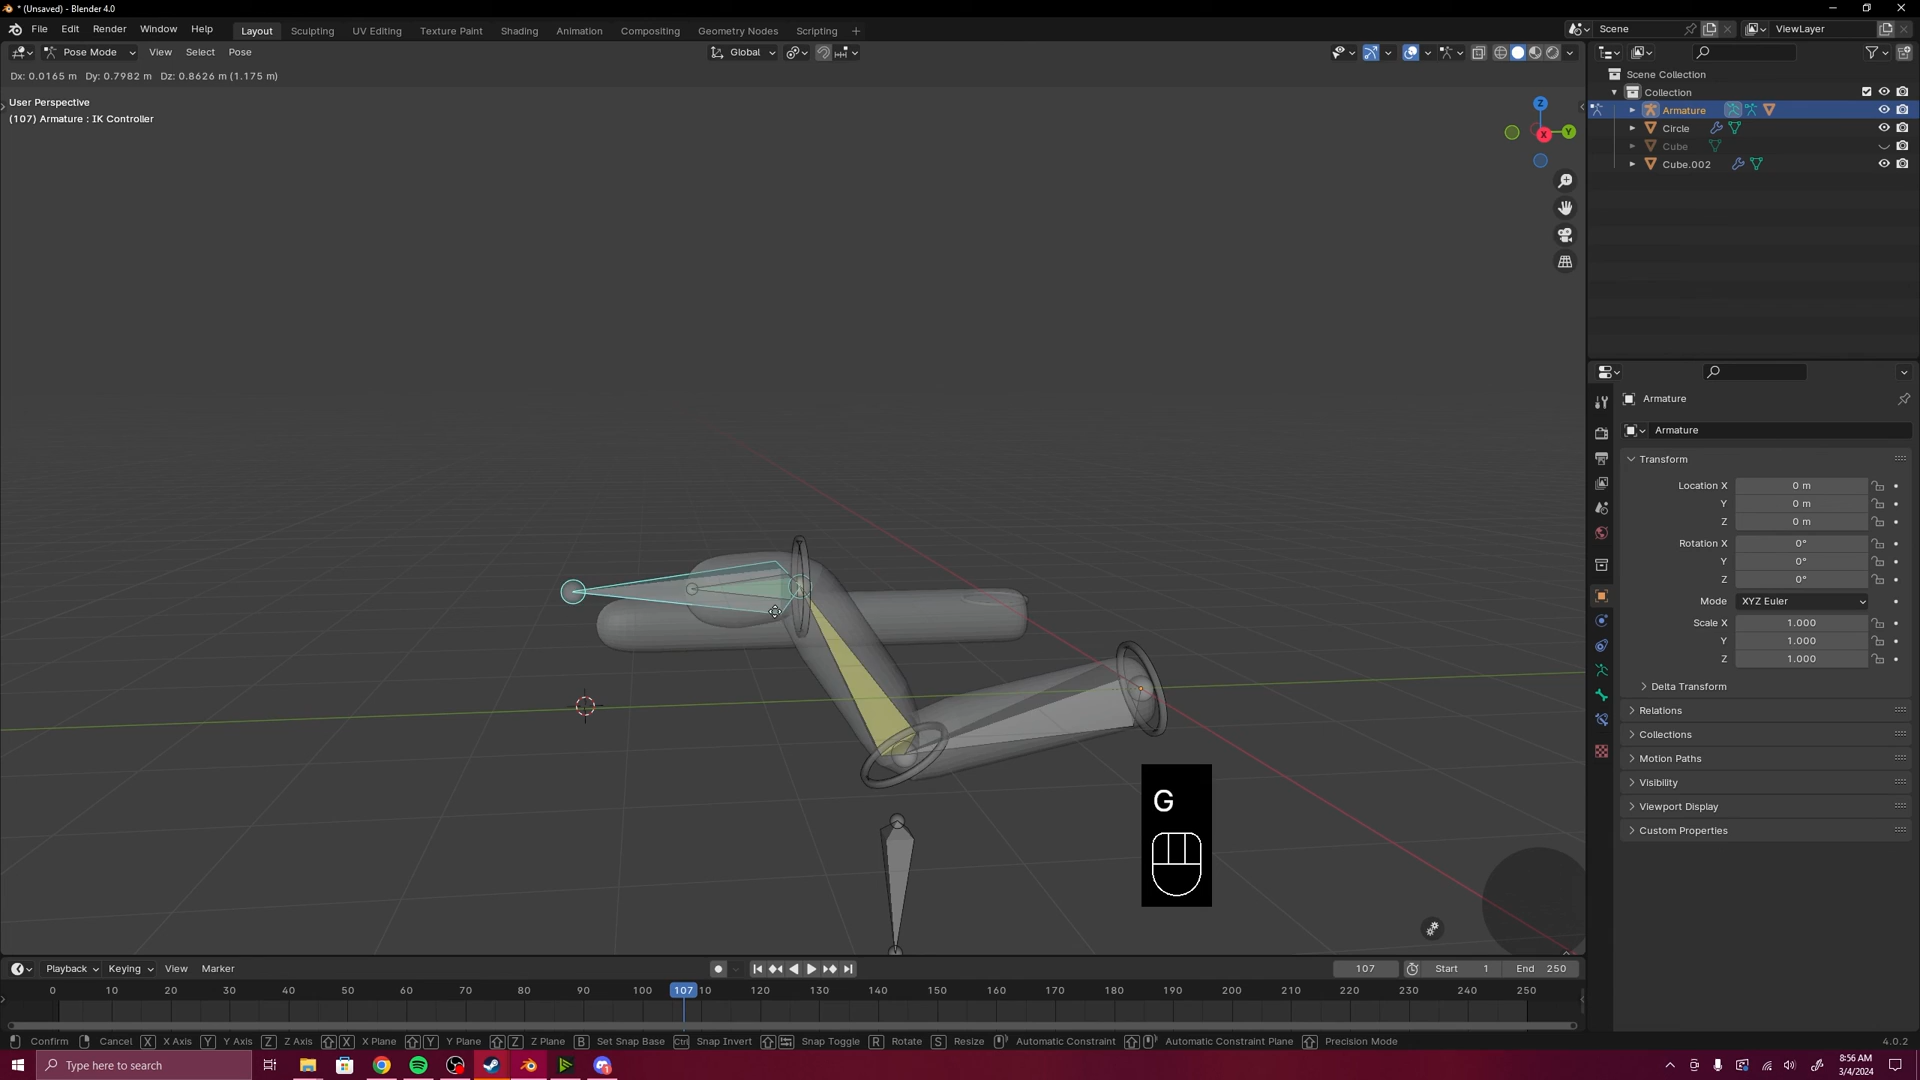 * (Unsaved) - Blender 4.0
File Edit Render Window Help Layout Sculpting UV Editing Texture Paint Shading Animation Compositing Geometry Nodes Scripting + Scene ViewLayer
Pose Mode View Select Pose Global
Dx: 0.0165 m Dy: 0.7982 m Dz: 0.8626 m (1.175 m)
User Perspective
(107) Armature : IK Controller
Z
Y
X
Scene Collection
Collection
Armature
Circle
Cube
Cube.002
Armature
Armature
Transform
Location X 0 m
Y 0 m
Z 0 m
Rotation X 0°
Y 0°
Z 0°
Mode XYZ Euler
Scale X 1.000
Y 1.000
Z 1.000
Delta Transform
Relations
Collections
Motion Paths
Visibility
Viewport Display
Custom Properties
G
Playback Keying View Marker 107 Start 1 End 250
0 10 20 30 40 50 60 70 80 90 100 107 10 120 130 140 150 160 170 180 190 200 210 220 230 240 250
Confirm Cancel X X Axis Y Y Axis Z Z Axis X X Plane Y Y Plane Z Z Plane B Set Snap Base Ctrl Snap Invert Snap Toggle R Rotate S Resize Automatic Constraint Automatic Constraint Plane Precision Mode 4.0.2
Type here to search
8:56 AM
3/4/2024